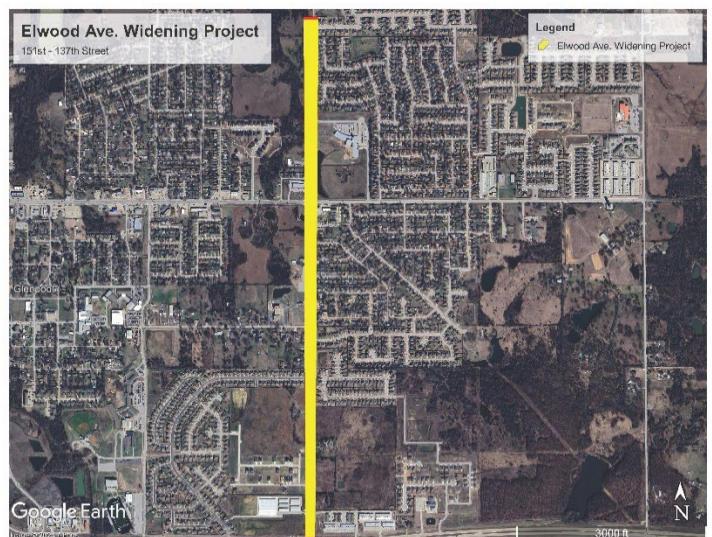 Elwood Ave. Widening Project
151st - 137th Street
Legend
Elwood Ave. Widening Project
Glenpool
Google Earth
N
3000 ft